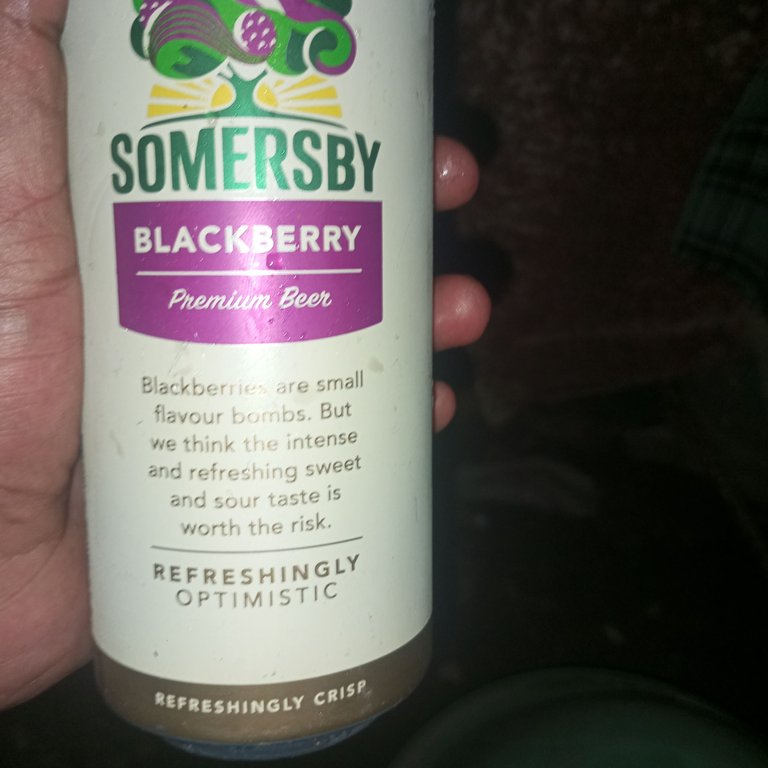 SOMERSBY
BLACKBERRY
Premium Beer
Blackberries are small
flavour bombs. But
we think the intense
and refreshing sweet
and sour taste is
worth the risk.
REFRESHINGLY
OPTIMISTIC
REFRESHINGLY CRISP